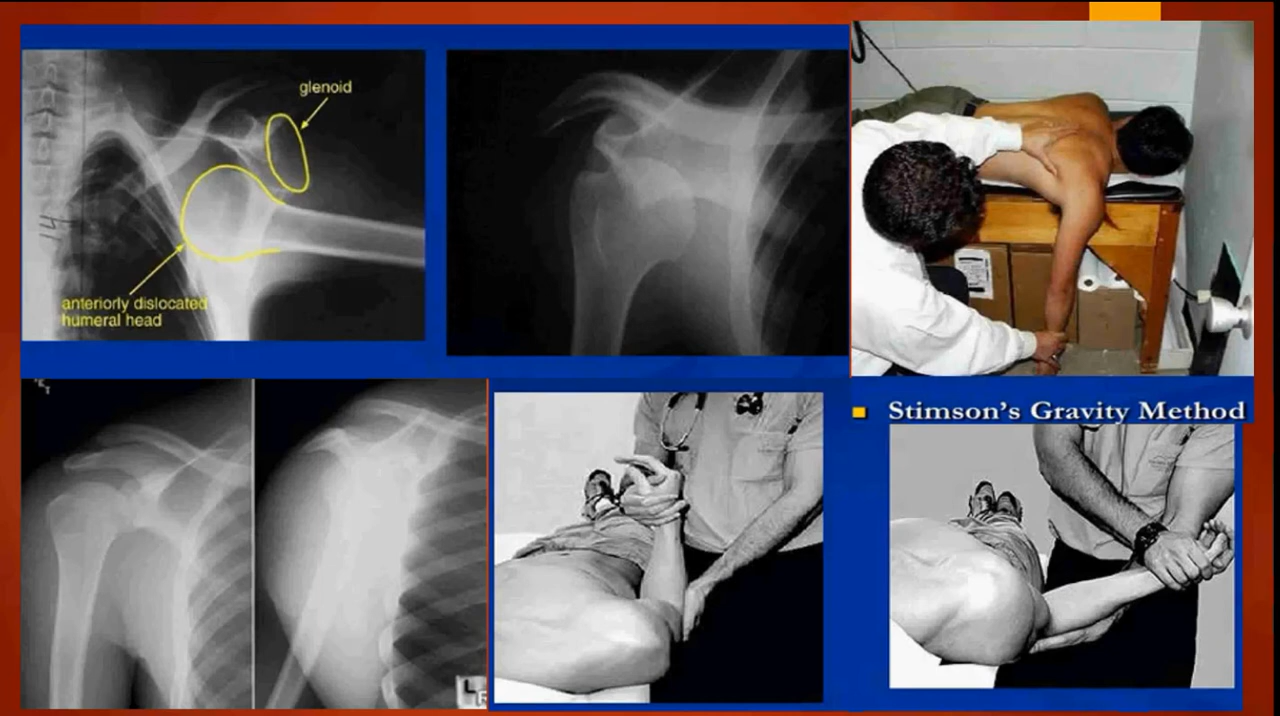 glenoid
anteriorly dislocated
humeral head
Stimson's Gravity Method
L
R